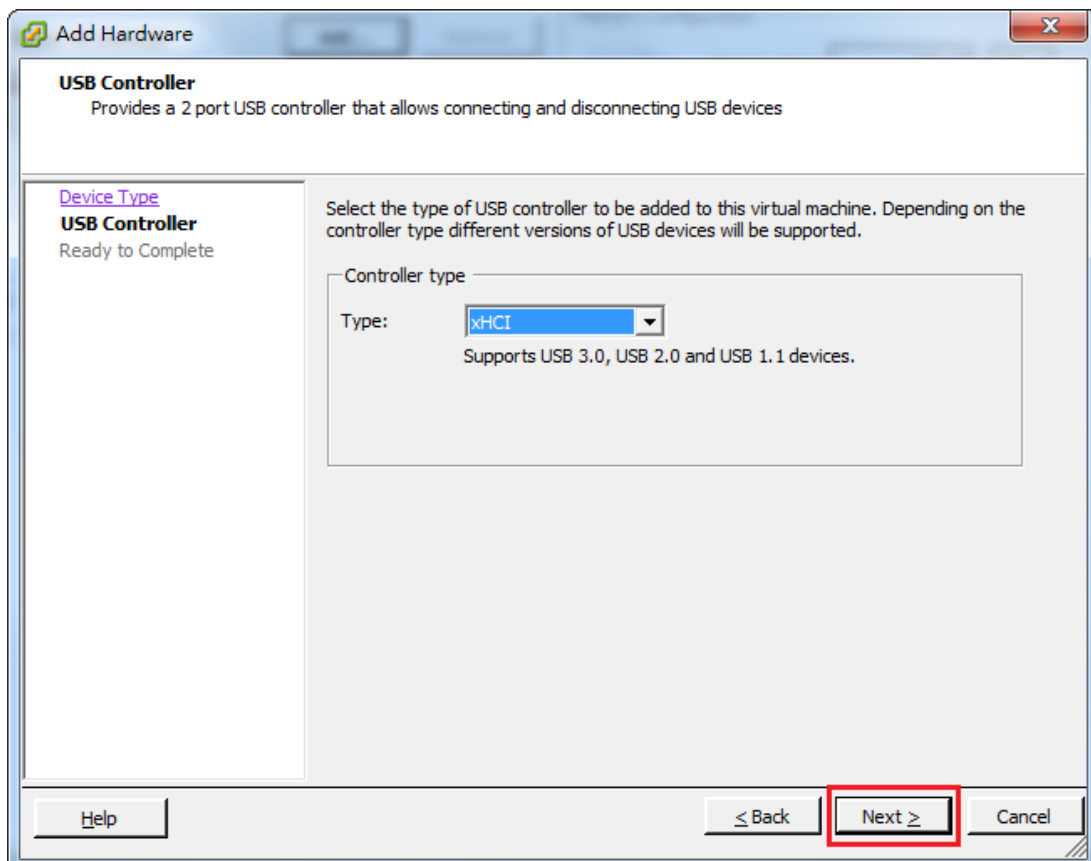 Add Hardware
USB Controller
Provides a 2 port USB controller that allows connecting and disconnecting USB devices
Device Type
USB Controller
Ready to Complete
Select the type of USB controller to be added to this virtual machine. Depending on the
controller type different versions of USB devices will be supported.
Controller type
Type:
xHCI
Supports USB 3.0, USB 2.0 and USB 1.1 devices.
Help
< Back
Next >
Cancel